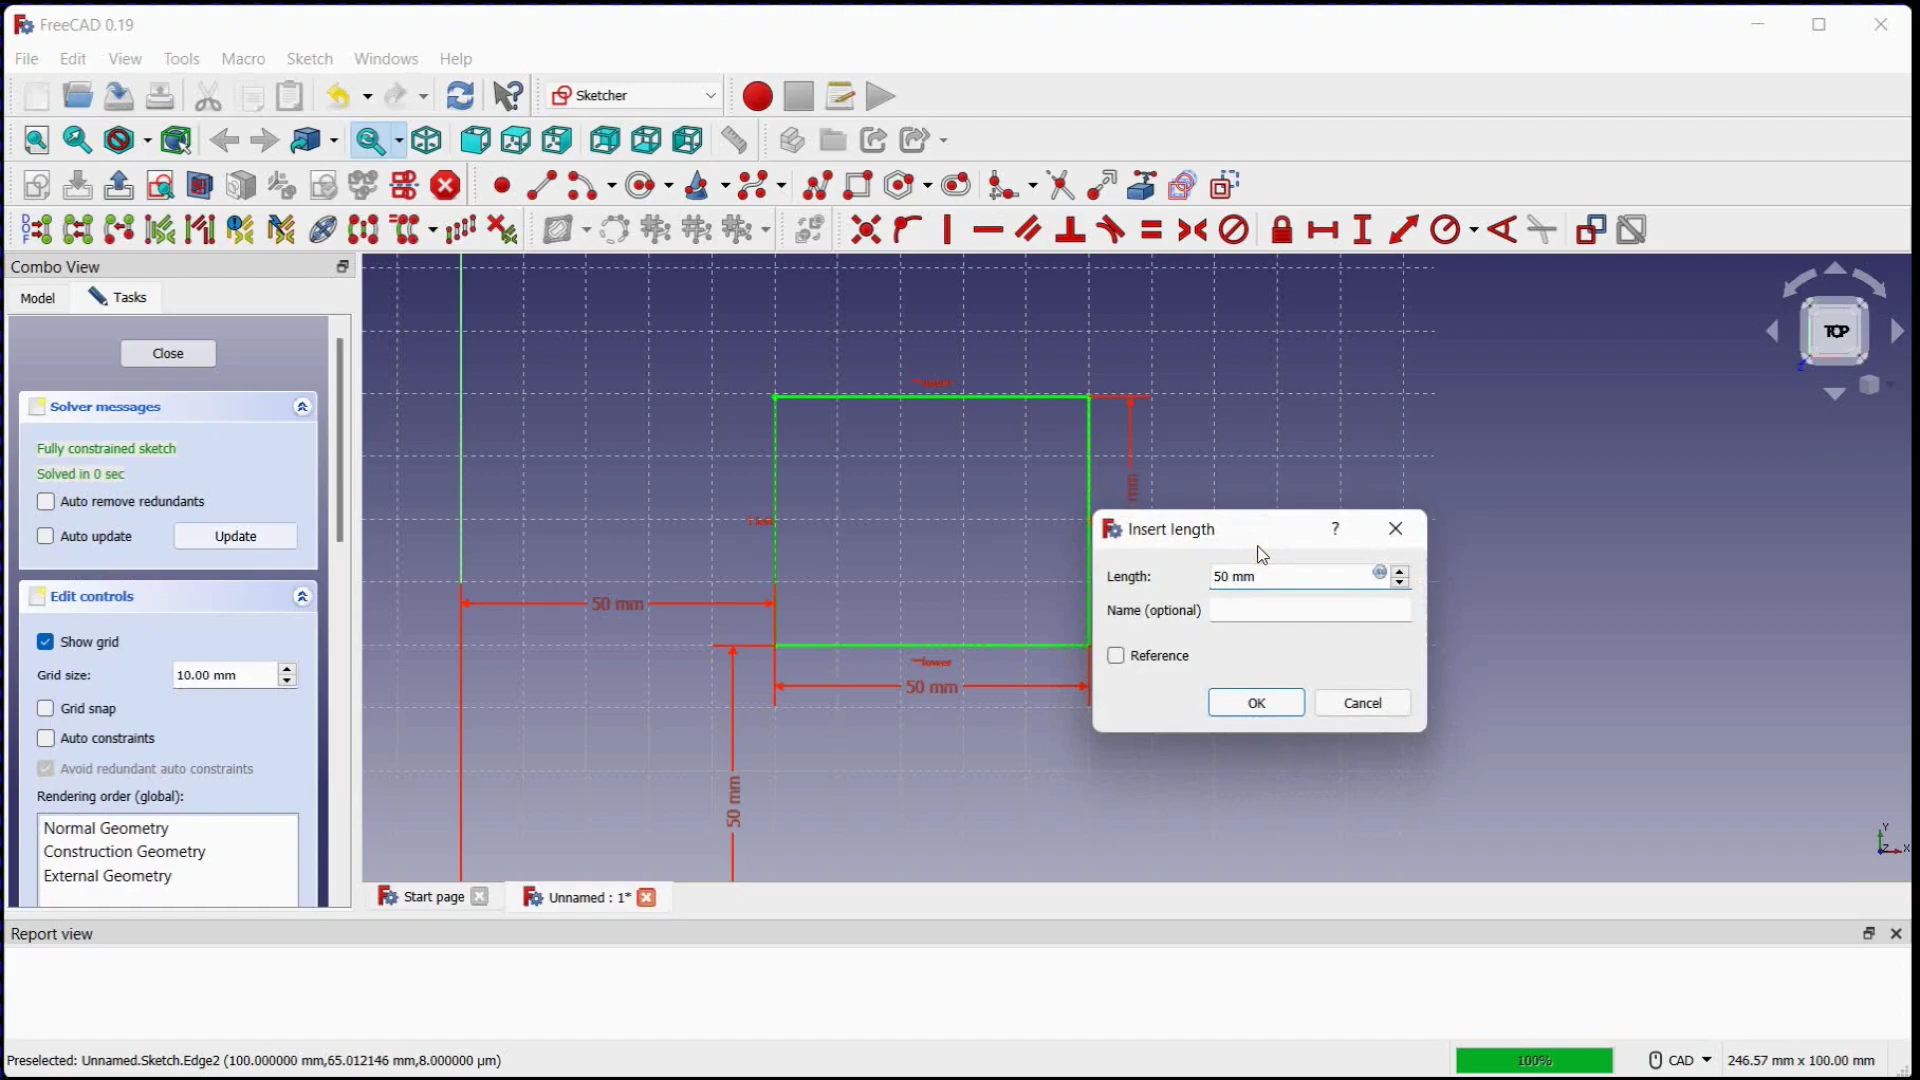 FreeCAD 0.19
File Edit View Tools Macro Sketch Windows Help
Sketcher
Combo View
Model Tasks
Close
Solver messages
Fully constrained sketch
Solved in 0 sec
Auto remove redundants
Auto update Update
Edit controls
Show grid
Grid size: 10.00 mm
Grid snap
Auto constraints
Avoid redundant auto constraints
Rendering order (global):
Normal Geometry
Construction Geometry
External Geometry
TOP
mm
50 mm
lower
50 mm
50 mm
Insert length ?
Length: 50 mm
Name (optional)
Reference
OK Cancel
Y
Z X
Start page Unnamed : 1*
Report view
Preselected: Unnamed.Sketch.Edge2 (100.000000 mm,65.012146 mm,8.000000 µm)
100% CAD 246.57 mm x 100.00 mm